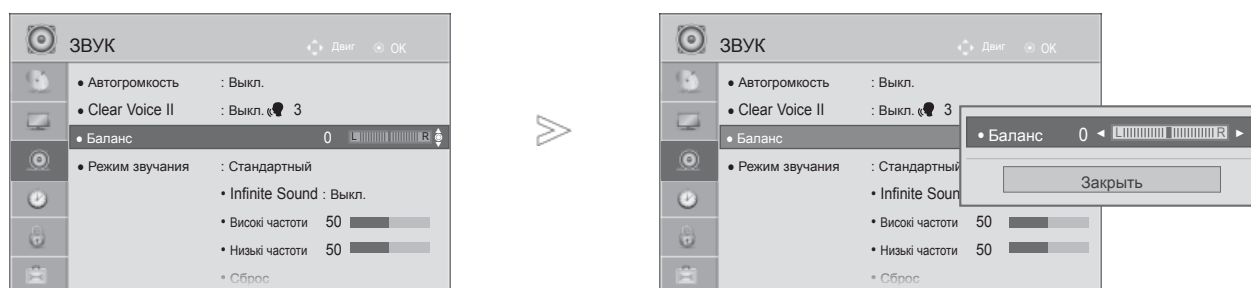 ЗВУК Двиг OK
• Автогромкость : Выкл.
• Clear Voice II : Выкл. 3
• Баланс 0 L R
• Режим звучания : Стандартный
• Infinite Sound : Выкл.
• Високі частоти 50
• Низькі частоти 50
• Сброс
>
ЗВУК Двиг OK
• Автогромкость : Выкл.
• Clear Voice II : Выкл. 3
• Баланс
• Режим звучания : Стандартный
• Infinite Soun
• Високі частоти 50
• Низькі частоти 50
• Сброс
• Баланс 0 ◄ L R ►
Закрыть